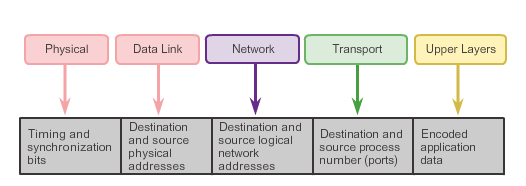 Physical
Data Link
Network
Transport
Upper Layers
Timing and
synchronization
bits
Destination
and source
physical
addresses
Destination and
source logical
network
addresses
Destination and
source process
number (ports)
Encoded
application
data